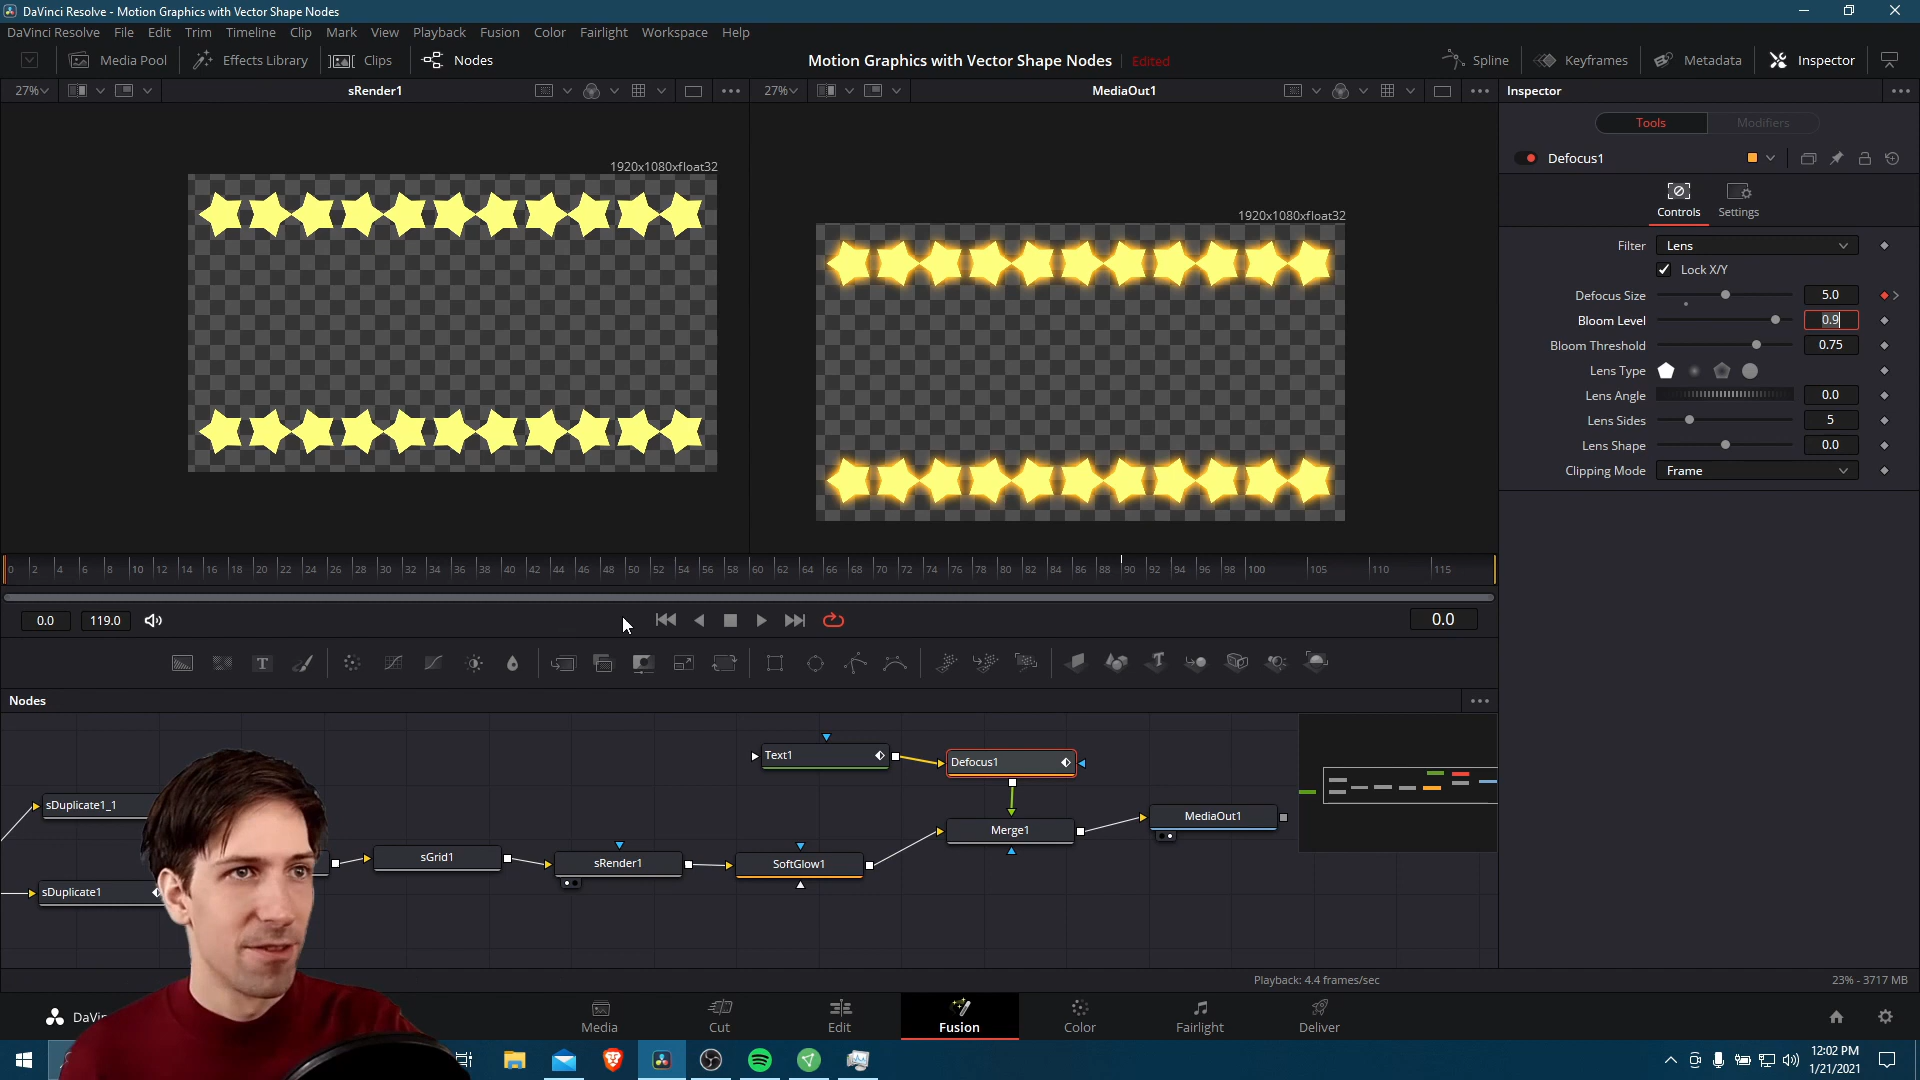 DaVinci Resolve - Motion Graphics with Vector Shape Nodes
DaVinci Resolve File Edit Trim Timeline Clip Mark View Playback Fusion Color Fairlight Workspace Help
Media Pool Effects Library Clips Nodes Motion Graphics with Vector Shape Nodes Edited Spline Keyframes Metadata Inspector
27% sRender1 27% MediaOut1 Inspector
Tools Modifiers
Defocus1
1920x1080xfloat32
1920x1080xfloat32
Controls Settings
Filter Lens
Lock X/Y
Defocus Size 5.0
Bloom Level 0.9
Bloom Threshold 0.75
Lens Type
Lens Angle 0.0
Lens Sides 5
Lens Shape 0.0
Clipping Mode Frame
0 2 4 6 8 10 12 14 16 18 20 22 24 26 28 30 32 34 36 38 40 42 44 46 48 50 52 54 56 58 60 62 64 66 68 70 72 74 76 78 80 82 84 86 88 90 92 94 96 98 100 105 110 115
0.0 119.0 0.0
Nodes
Text1 Defocus1
sDuplicate1_1 Merge1 MediaOut1
sGrid1 sRender1 SoftGlow1
sDuplicate1
Playback: 4.4 frames/sec 23% - 3717 MB
DaVin
Media Cut Edit Fusion Color Fairlight Deliver
12:02 PM
1/21/2021